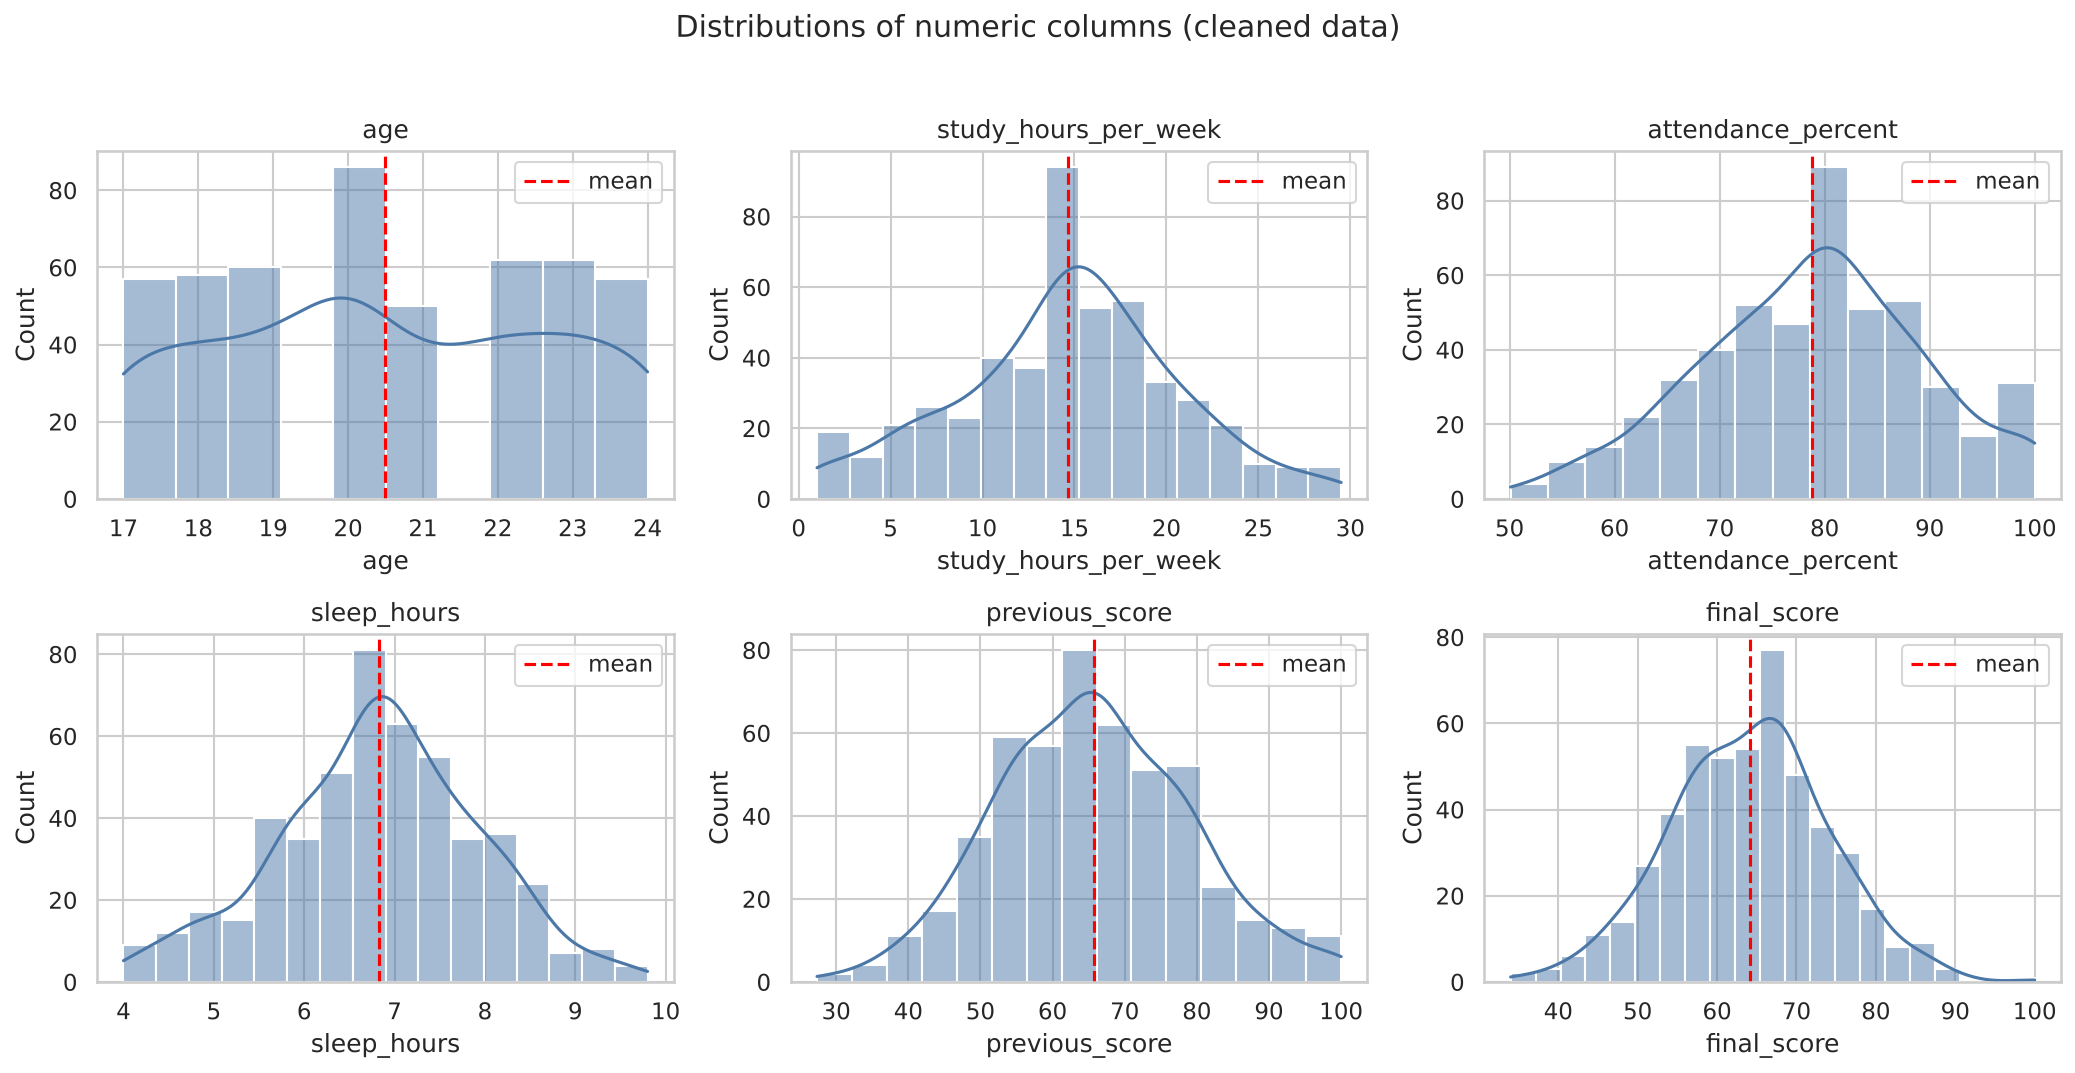 Distributions of numeric columns (cleaned data)
age
mean
Count
80
60
40
20
0
17 18 19 20 21 22 23 24
age
study_hours_per_week
mean
Count
80
60
40
20
0
0 5 10 15 20 25 30
study_hours_per_week
attendance_percent
mean
Count
80
60
40
20
0
50 60 70 80 90 100
attendance_percent
sleep_hours
mean
Count
80
60
40
20
0
4 5 6 7 8 9 10
sleep_hours
previous_score
mean
Count
80
60
40
20
0
30 40 50 60 70 80 90 100
previous_score
final_score
mean
Count
80
60
40
20
0
40 50 60 70 80 90 100
final_score